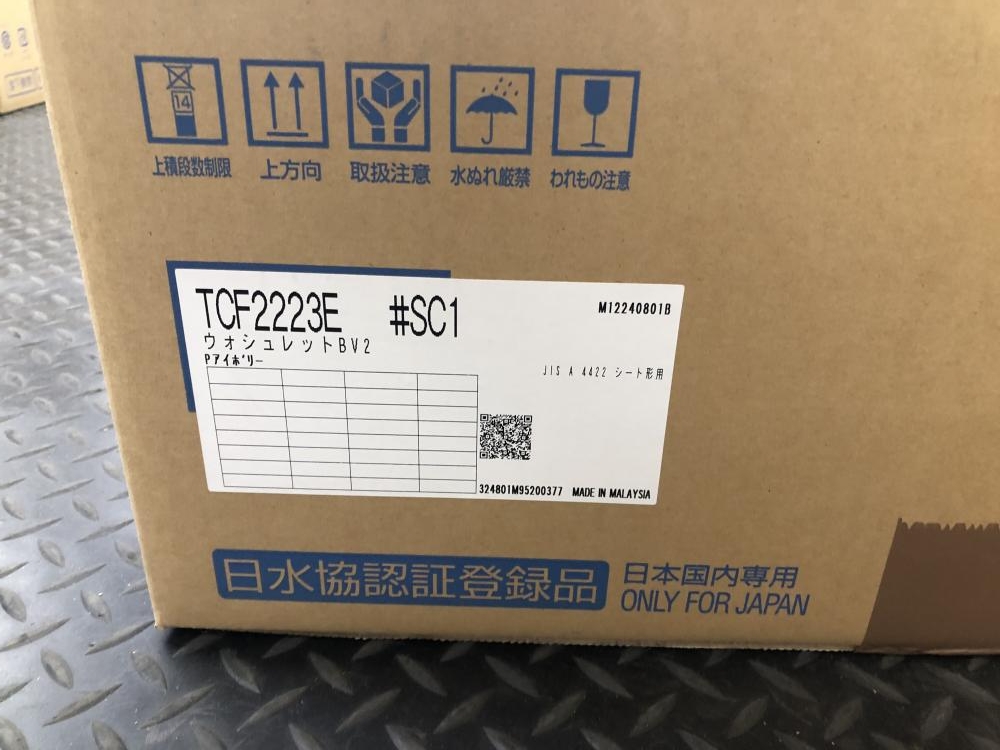 14
上積段数制限 上方向 取扱注意 水ぬれ厳禁 われもの注意
TCF2223E #SC1 M12240801B
ウォシュレットBV2
Pアイボリー
JIS A 4422 シート形用
324801M95200377 MADE IN MALAYSIA
日水協認証登録品 日本国内専用
ONLY FOR JAPAN